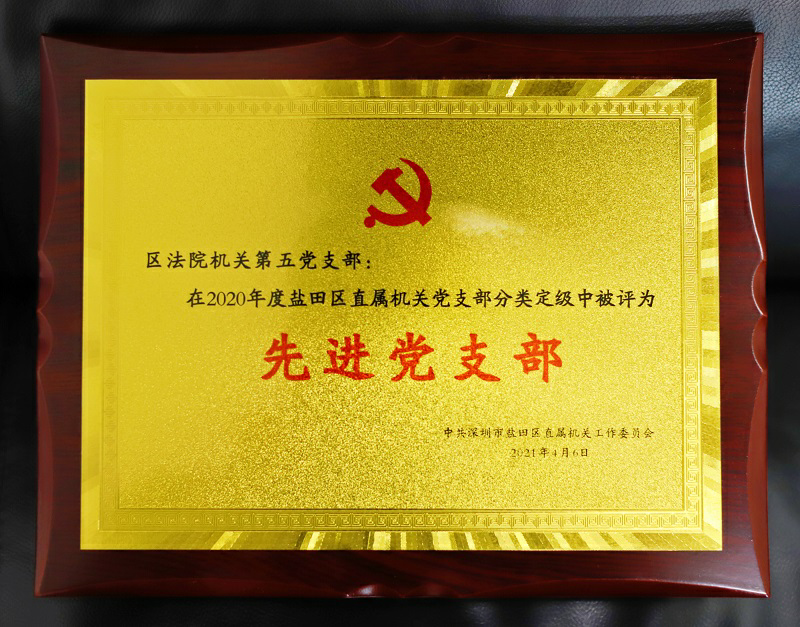 区法院机关第五党支部：
在2020年度盐田区直属机关党支部分类定级中被评为
先进党支部
中共深圳市盐田区直属机关工作委员会
2021年4月6日